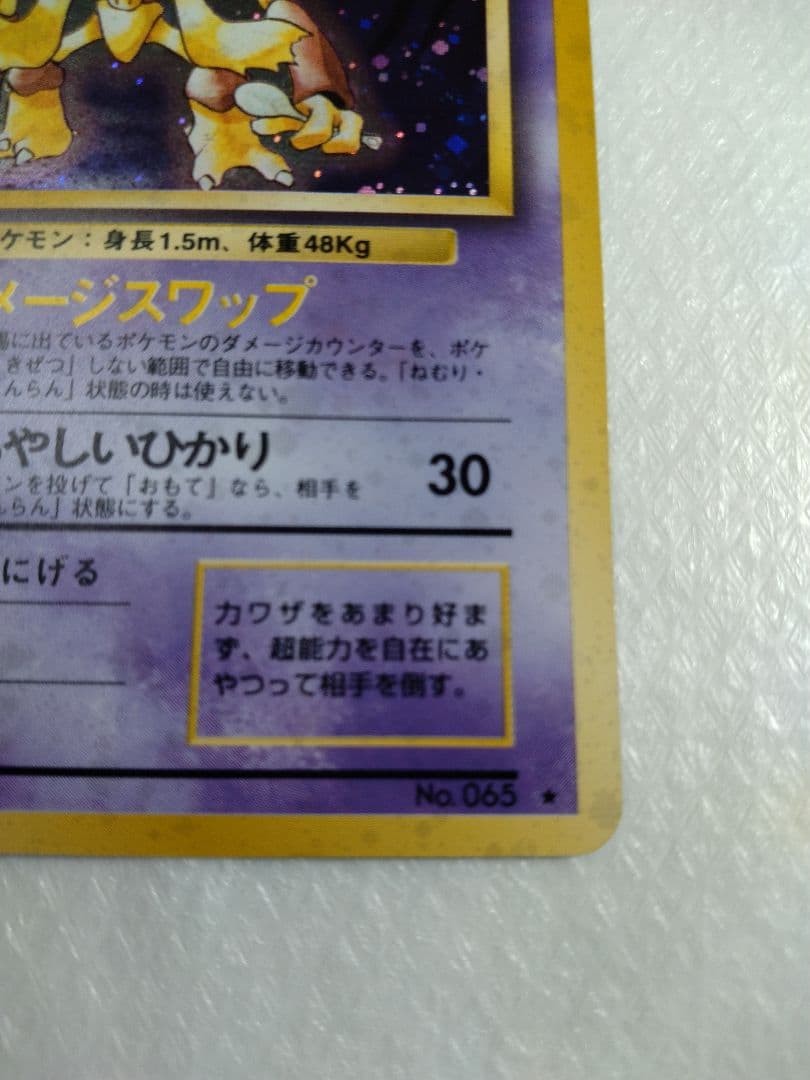 ケモン：身長1.5m、体重48Kg
メージスワップ
場に出ているポケモンのダメージカウンターを、ポケ
きぜつ」しない範囲で自由に移動できる。「ねむり・
んらん」状態の時は使えない。
やしいひかり 30
ンを投げて「おもて」なら、相手を
んらん」状態にする。
にげる
力ワザをあまり好ま
ず、超能力を自在にあ
やつって相手を倒す。
No.065 ★